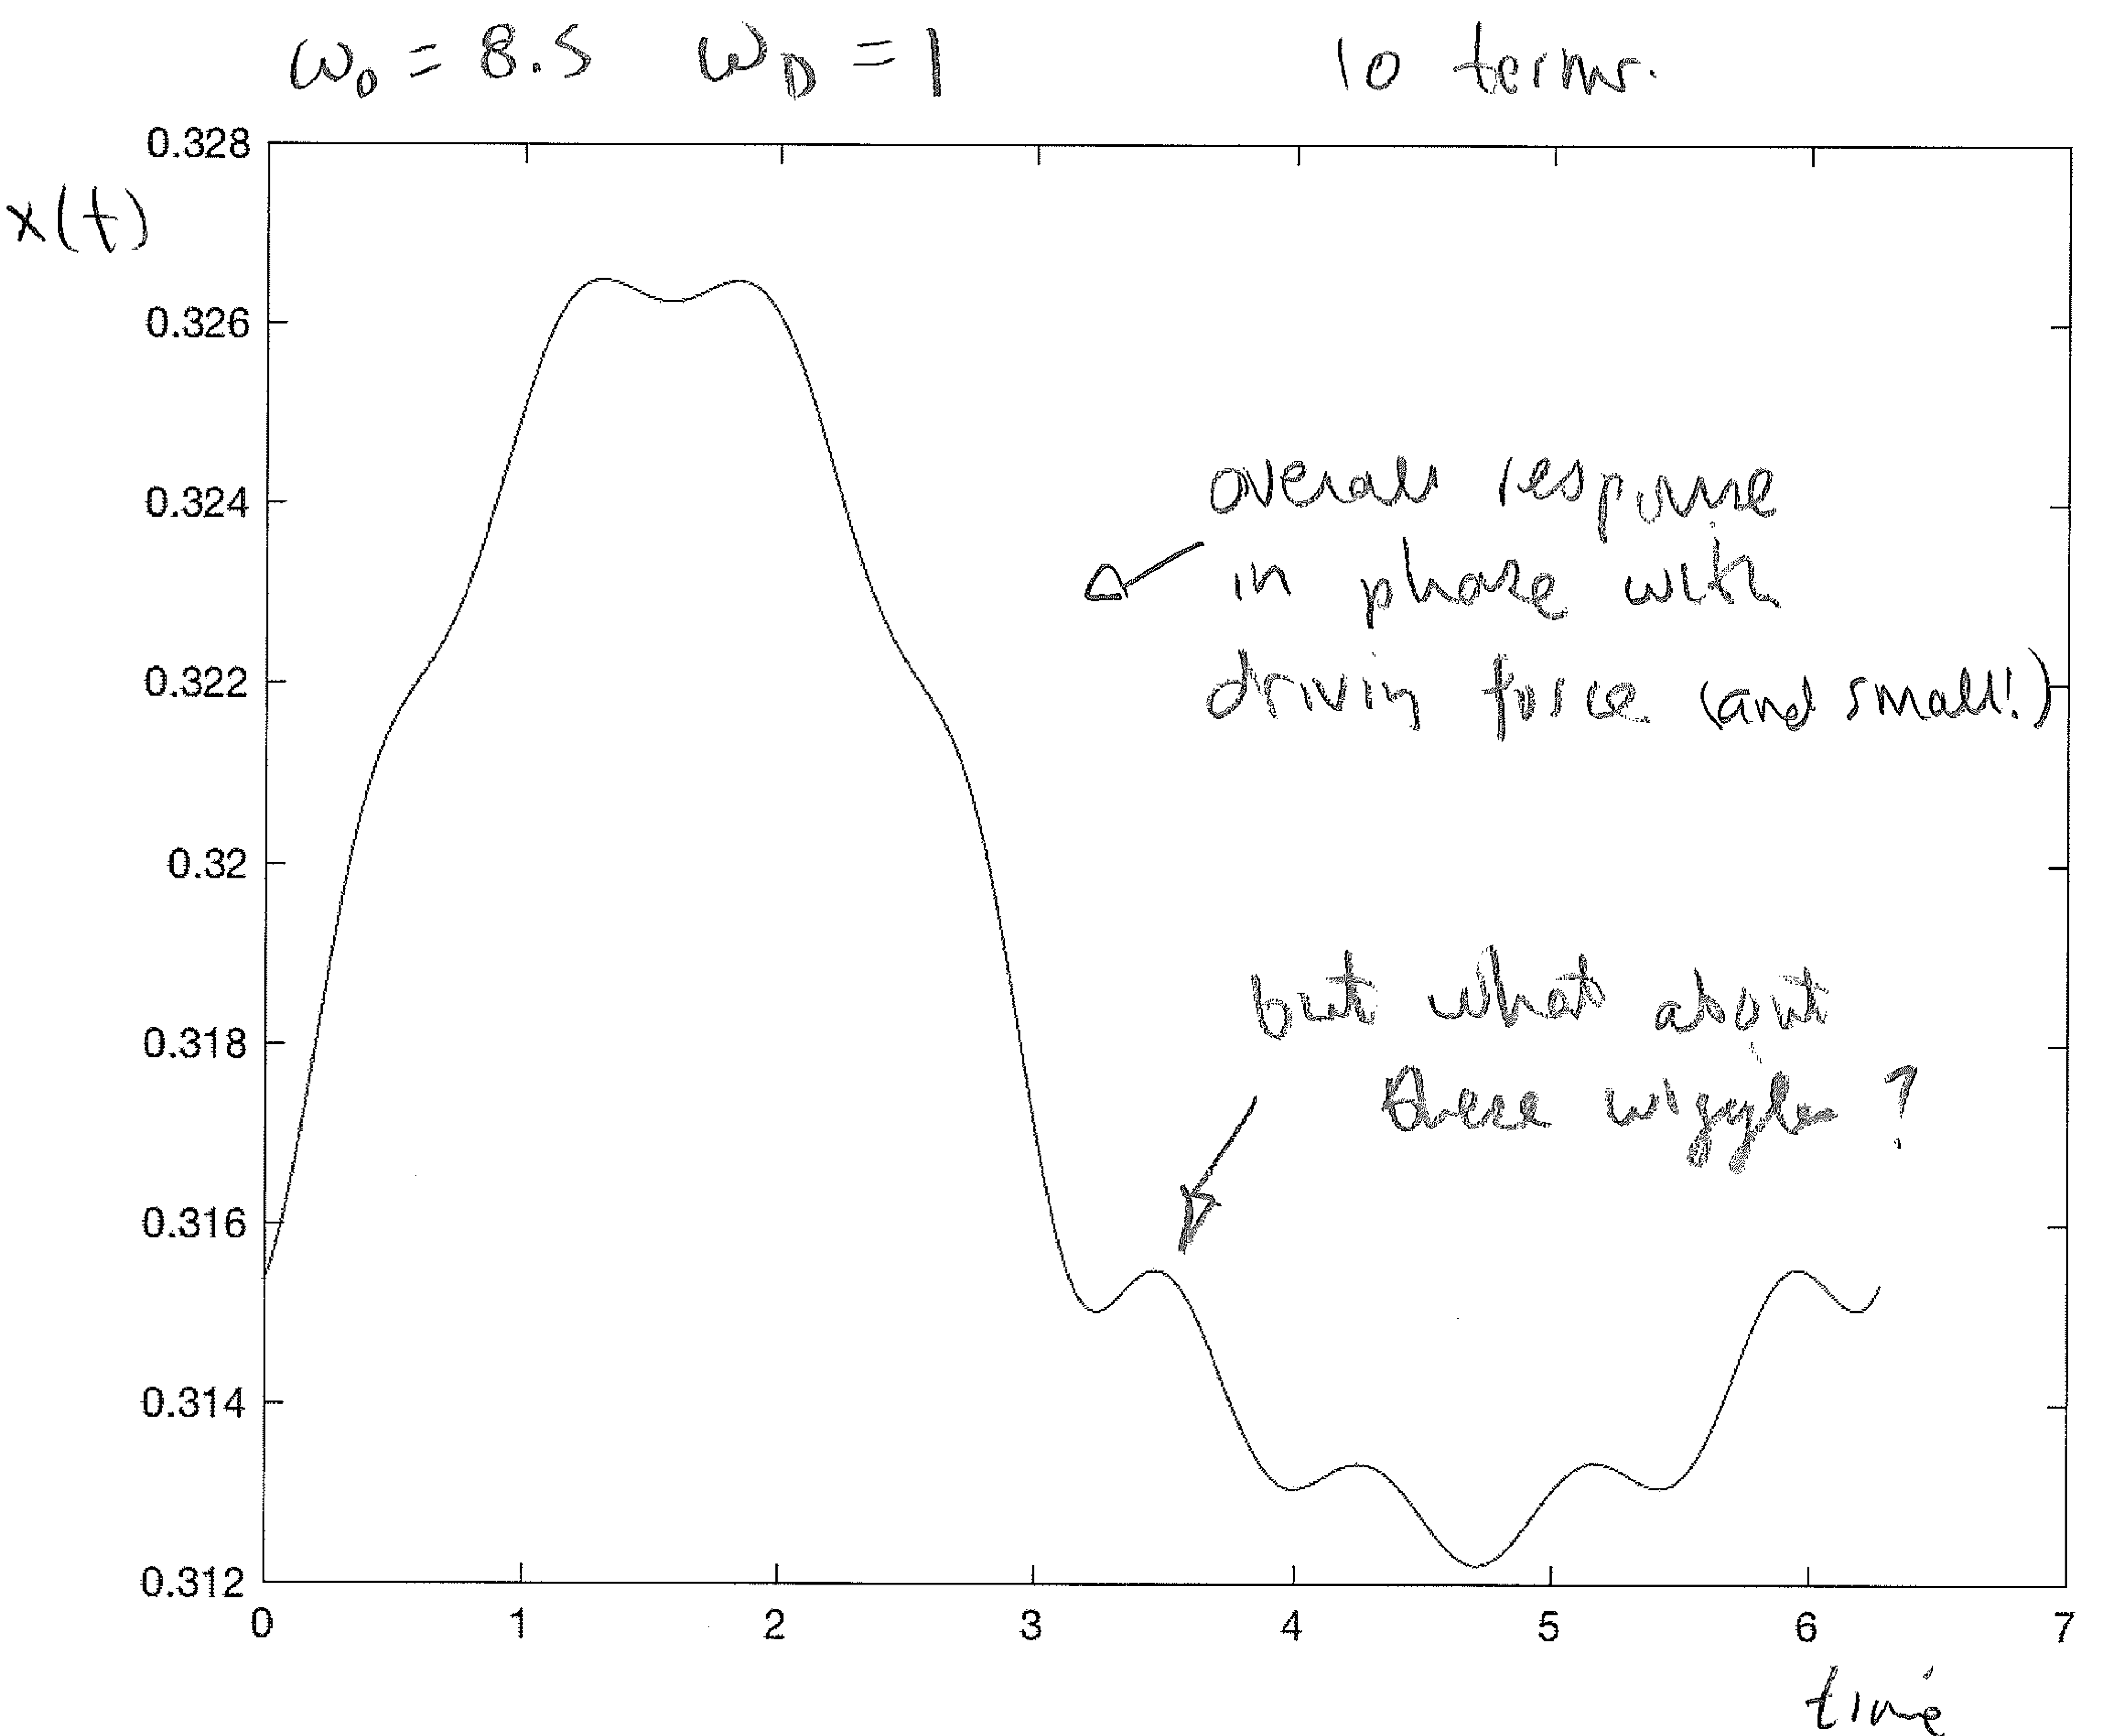 ω₀ = 8.5 ω_D = 1 10 terms.
0.328
x(t)
0.326
0.324
overall response
in phase with
0.322
driving force (and small!)
0.32
0.318
but what about
these wiggles ?
0.316
0.314
0.312
0 1 2 3 4 5 6 7
time